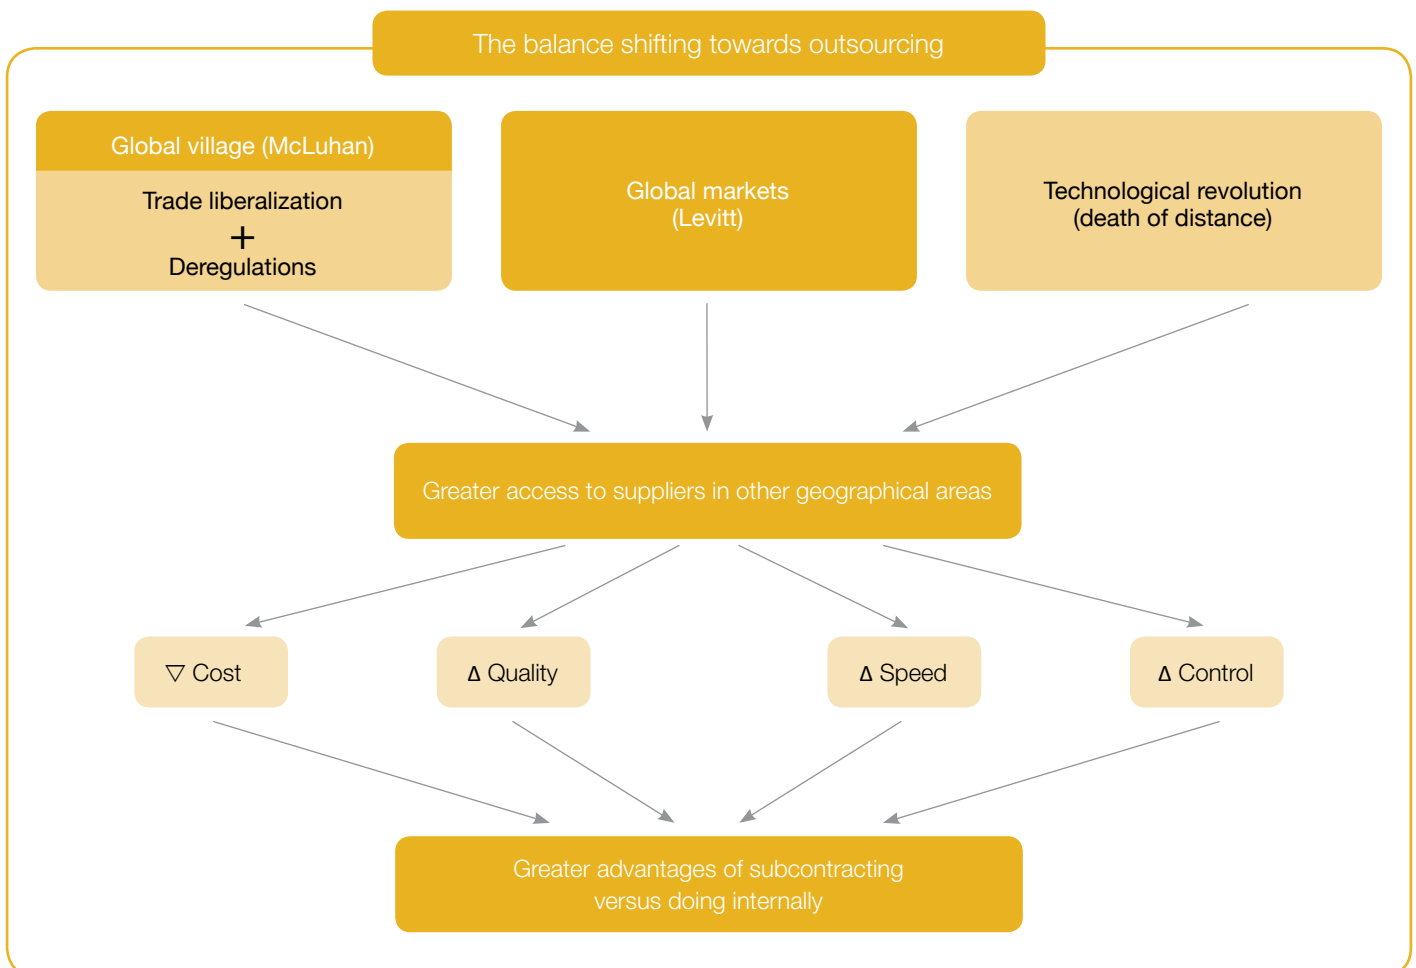 The balance shifting towards outsourcing
Global village (McLuhan)
Trade liberalization
+
Deregulations
Global markets
(Levitt)
Technological revolution
(death of distance)
Greater access to suppliers in other geographical areas
▽ Cost
Δ Quality
Δ Speed
Δ Control
Greater advantages of subcontracting
versus doing internally